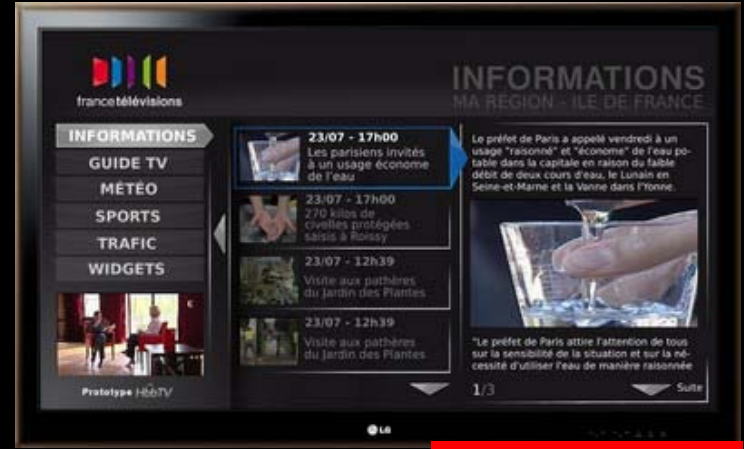 francetélévisions
INFORMATIONS
MA REGION - ILE DE FRANCE
INFORMATIONS
GUIDE TV
MÉTÉO
SPORTS
TRAFIC
WIDGETS
Prototype HbbTV
23/07 - 17h00
Les parisiens invités
à un usage économe
de l'eau
23/07 - 17h00
270 kilos de
civelles protégées
saisis à Roissy
23/07 - 12h39
Visite aux pathères
du Jardin des Plantes
23/07 - 12h39
Visite aux pathères
du Jardin des Plantes
Le préfet de Paris a appelé vendredi à un
usage "raisonné" et "économe" de l'eau po-
table dans la capitale en raison du faible
débit de deux cours d'eau, le Lunain en
Seine-et-Marne et la Vanne dans l'Yonne.
"Le préfet de Paris attire l'attention de tous
sur la sensibilité de la situation et sur la né-
cessité d'utiliser l'eau de manière raisonnée
1/3
Suite
LG